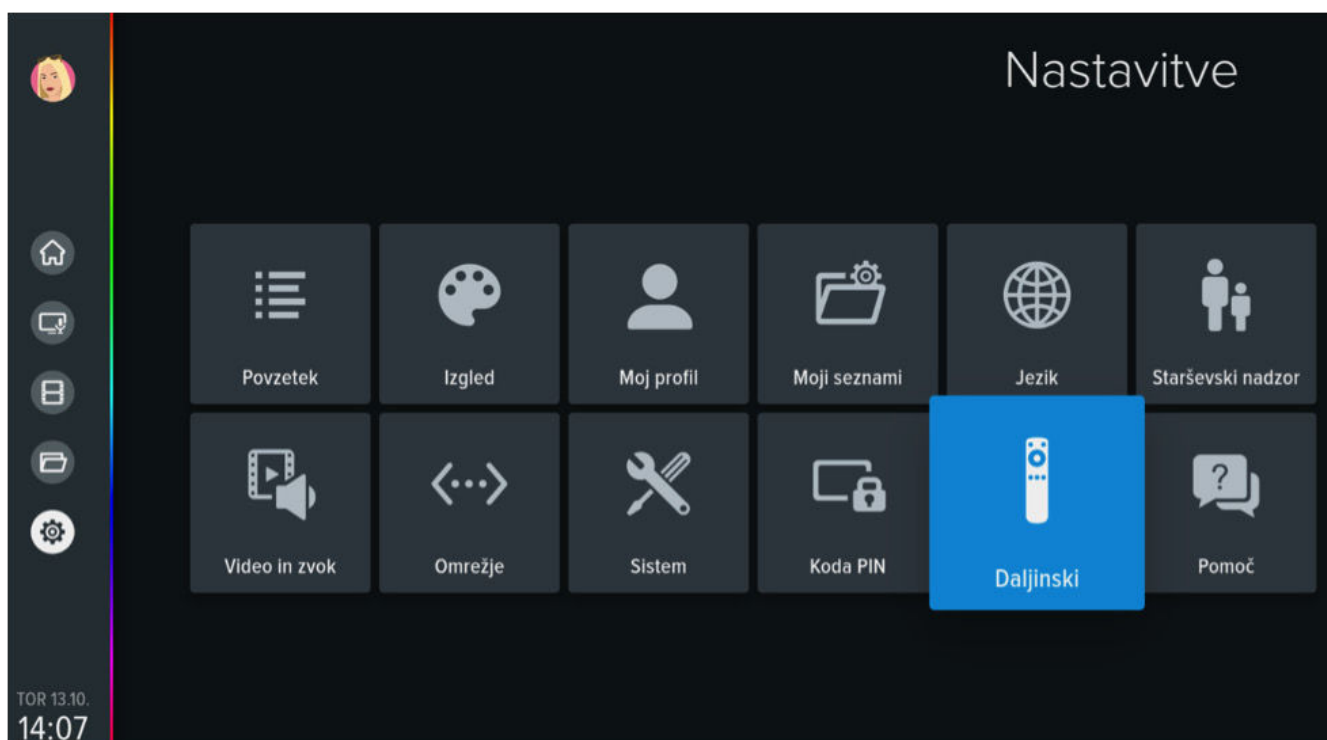 Nastavitve
Povzetek
Izgled
Moj profil
Moji seznami
Jezik
Starševski nadzor
Video in zvok
Omrežje
Sistem
Koda PIN
Daljinski
Pomoč
TOR 13.10.
14:07